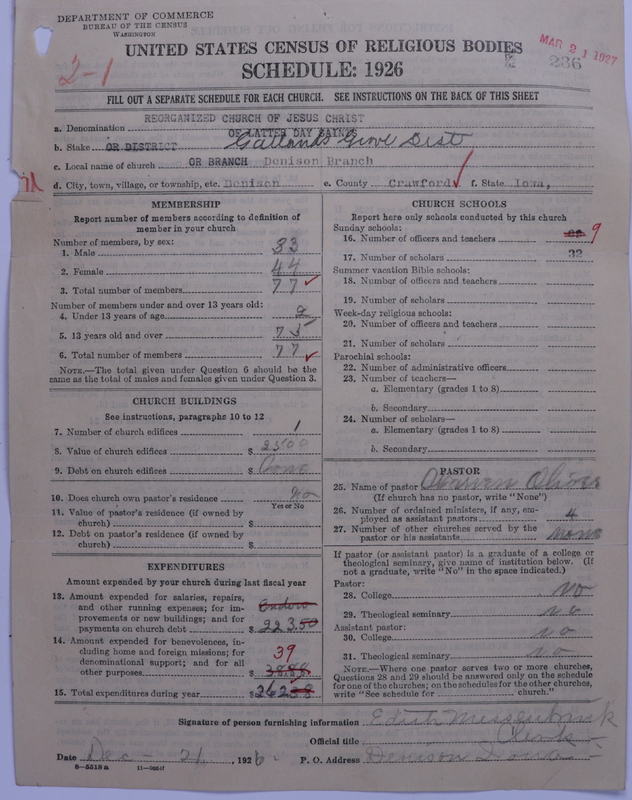 DEPARTMENT OF COMMERCE
BUREAU OF THE CENSUS
WASHINGTON
UNITED STATES CENSUS OF RELIGIOUS BODIES
MAR 21 1927
236
SCHEDULE: 1926
2-1
FILL OUT A SEPARATE SCHEDULE FOR EACH CHURCH. SEE INSTRUCTIONS ON THE BACK OF THIS SHEET
REORGANIZED CHURCH OF JESUS CHRIST
a. Denomination
OF LATTER DAY SAINTS
b. Stake OR DISTRICT Gallands Grove Dist
c. Local name of church OR BRANCH Denison Branch
d. City, town, village, or township, etc. Denison e. County Crawford f. State Iowa,
MEMBERSHIP
Report number of members according to definition of
member in your church
Number of members, by sex:
1. Male 33
2. Female 44
3. Total number of members 77
Number of members under and over 13 years old:
4. Under 13 years of age 2
5. 13 years old and over 75
6. Total number of members 77
NOTE.—The total given under Question 6 should be the
same as the total of males and females given under Question 3.
CHURCH BUILDINGS
See instructions, paragraphs 10 to 12
7. Number of church edifices 1
8. Value of church edifices $ 2500
9. Debt on church edifices $
10. Does church own pastor's residence No
Yes or No
11. Value of pastor's residence (if owned by
church) $
12. Debt on pastor's residence (if owned by
church) $
EXPENDITURES
Amount expended by your church during last fiscal year
13. Amount expended for salaries, repairs,
and other running expenses; for im-
provements or new buildings; and for
payments on church debt $ 223.50
14. Amount expended for benevolences, in-
cluding home and foreign missions; for
denominational support; and for all
other purposes $ 39
15. Total expenditures during year $ 262
CHURCH SCHOOLS
Report here only schools conducted by this church
Sunday schools:
16. Number of officers and teachers 9
17. Number of scholars 32
Summer vacation Bible schools:
18. Number of officers and teachers
19. Number of scholars
Week-day religious schools:
20. Number of officers and teachers
21. Number of scholars
Parochial schools:
22. Number of administrative officers
23. Number of teachers—
a. Elementary (grades 1 to 8)
b. Secondary
24. Number of scholars—
a. Elementary (grades 1 to 8)
b. Secondary
PASTOR
25. Name of pastor
(If church has no pastor, write "None")
26. Number of ordained ministers, if any, em-
ployed as assistant pastors 4
27. Number of other churches served by the
pastor or his assistants None
If pastor (or assistant pastor) is a graduate of a college or
theological seminary, give name of institution below. (If
not a graduate, write "No" in the space indicated.)
Pastor:
28. College no
29. Theological seminary no
Assistant pastor:
30. College no
31. Theological seminary no
NOTE.—Where one pastor serves two or more churches,
Questions 28 and 29 should be answered only on the schedule
for one of the churches; on the schedules for the other churches,
write "See schedule for church."
Signature of person furnishing information Edith
Official title Clerk
Date Dec - 21, 1926. P. O. Address Denison Iowa
8-5518a 11-9054f